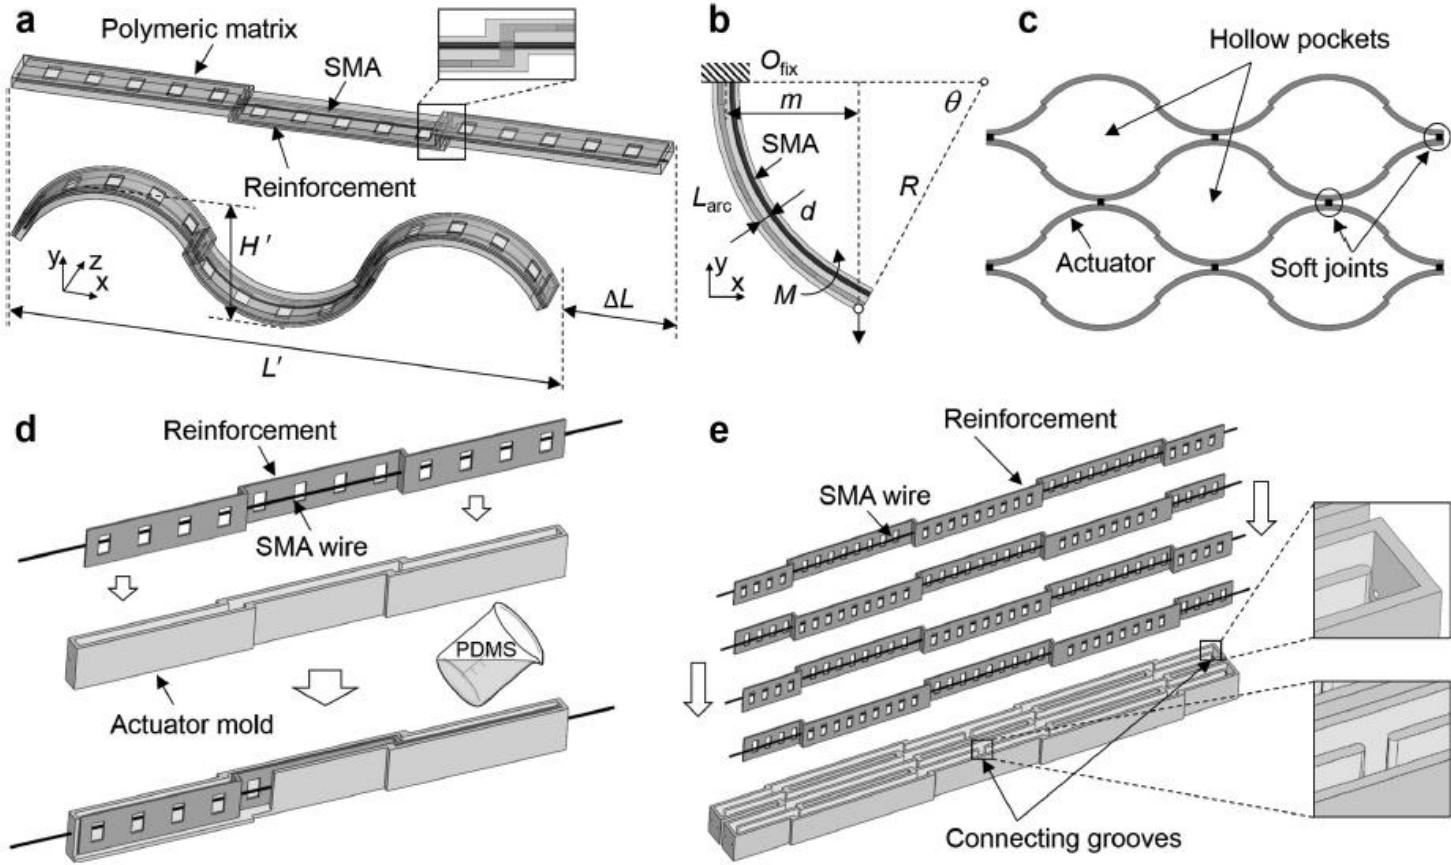 a
Polymeric matrix
SMA
Reinforcement
H′
y
z
x
ΔL
L′
b
O_fix
m
θ
SMA
R
L_arc
d
y
x
M
c
Hollow pockets
Actuator
Soft joints
d
Reinforcement
SMA wire
PDMS
Actuator mold
e
Reinforcement
SMA wire
Connecting grooves